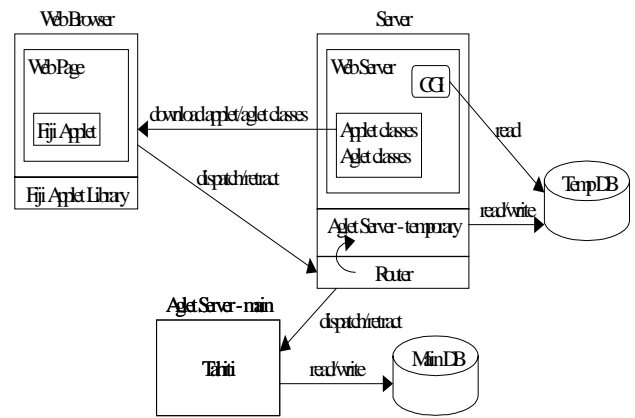 Web Browser
Server
Web Page
Web Server
CGI
download applet/aglet classes
Fiji Applet
Applet classes
Aglet classes
read
dispatch/retract
Temp DB
Fiji Applet Library
Aglet Server - temporary
read/write
Router
Aglet Server - main
dispatch/retract
Tahiti
read/write
Main DB